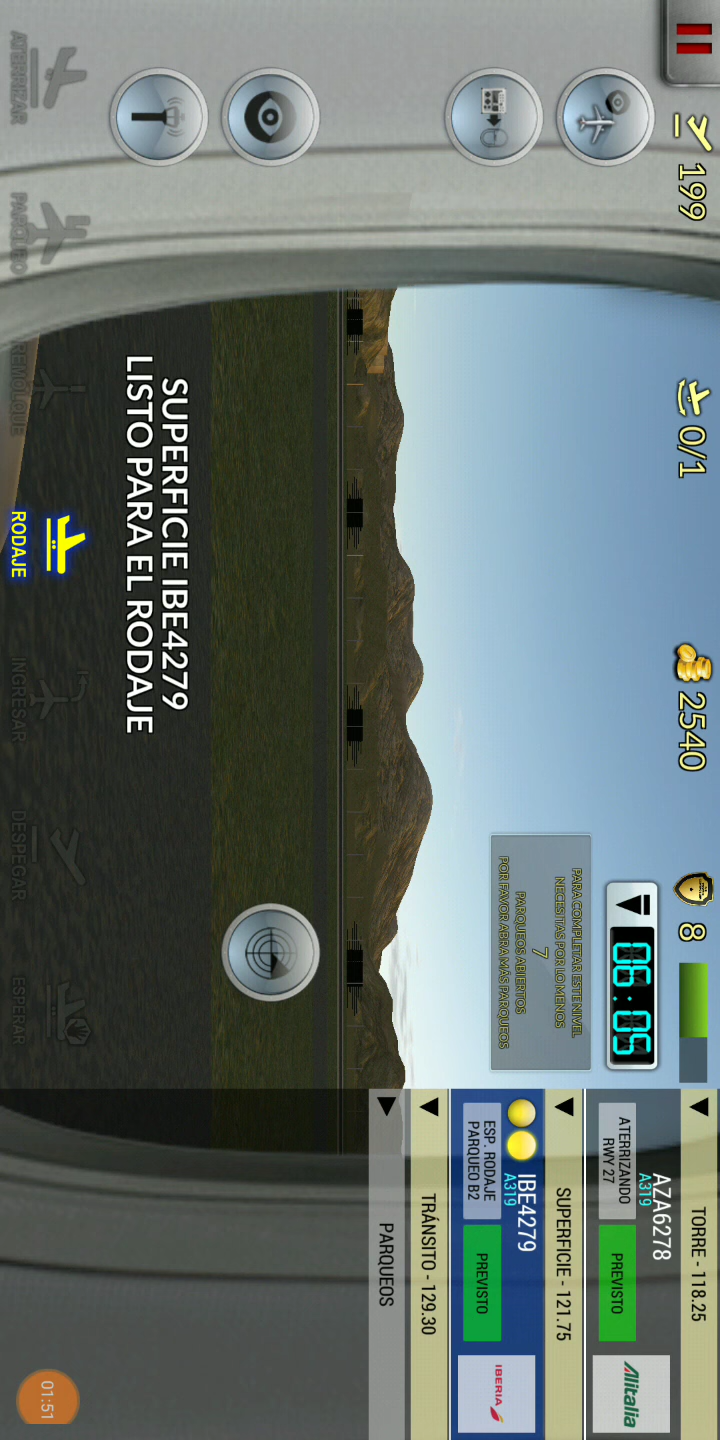 199
0/1
2540
8
06:05
PARA COMPLETAR ESTE NIVEL
NECESITAS POR LO MENOS
7
PARQUEOS ABIERTOS
POR FAVOR ABRA MÁS PARQUEOS
TORRE - 118.25
AZA6278
A319
ATERRIZANDO
RWY 27
PREVISTO
Alitalia
SUPERFICIE - 121.75
IBE4279
A319
ESP. RODAJE
PARQUEO B2
PREVISTO
IBERIA
TRÁNSITO - 129.30
PARQUEOS
SUPERFICIE IBE4279
LISTO PARA EL RODAJE
ATERRIZAR
PARQUEO
REMOLQUE
RODAJE
INGRESAR
DESPEGAR
ESPERAR
01:51